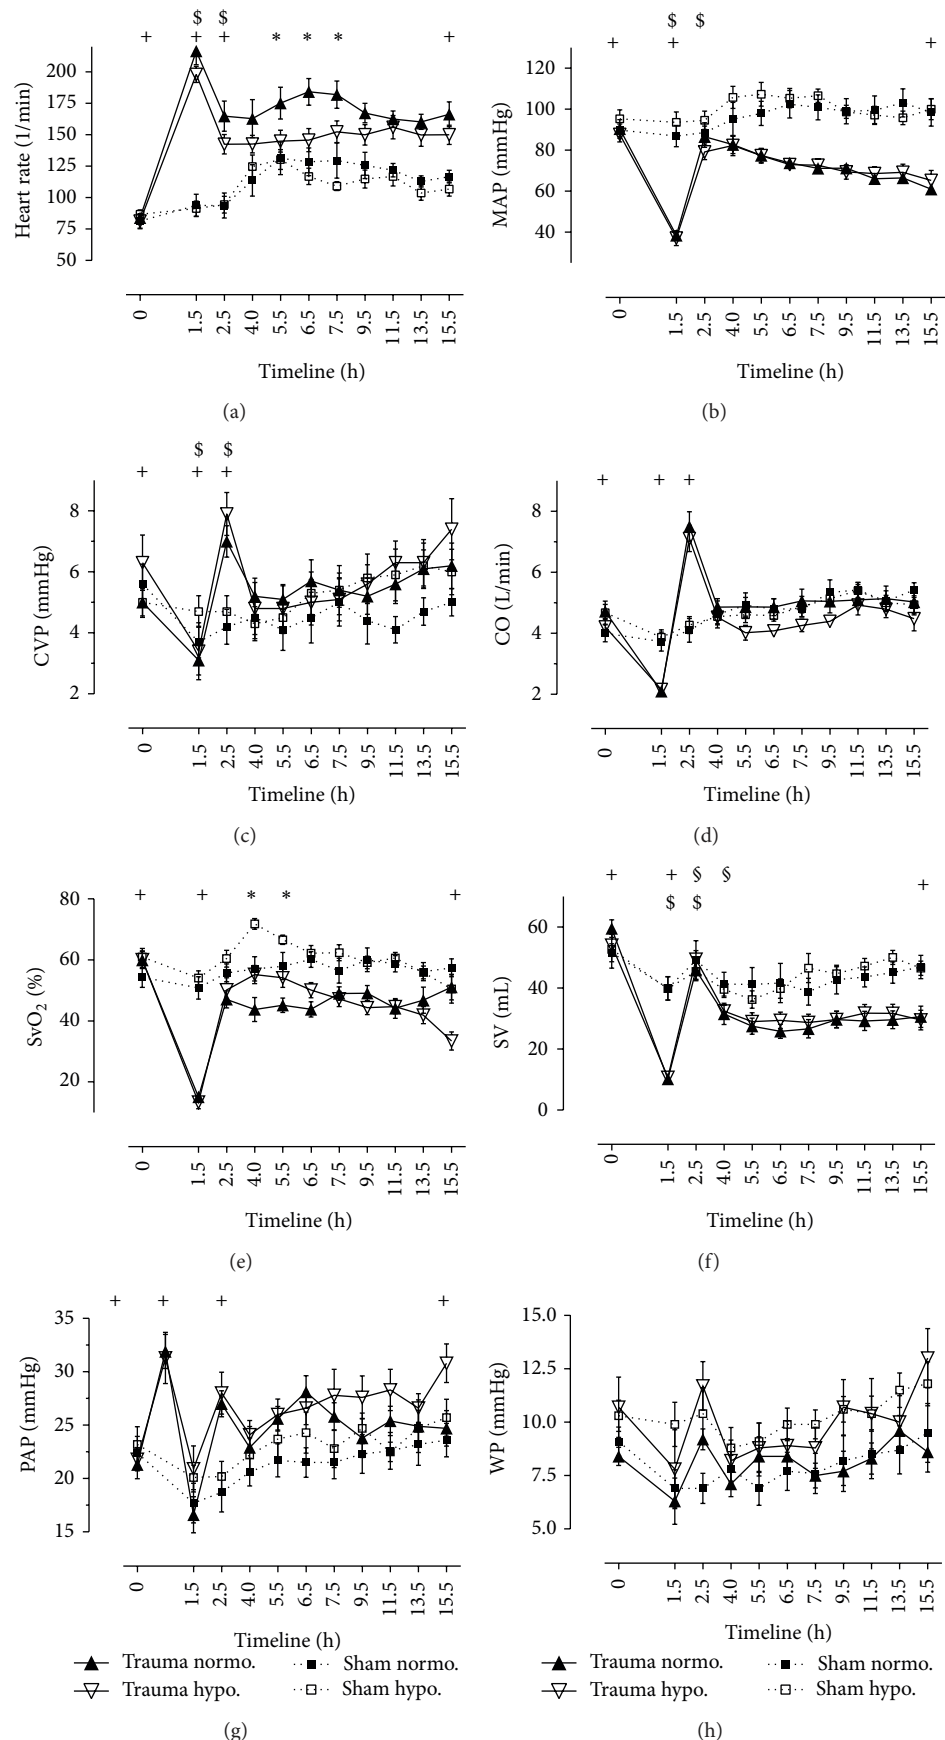 $ $
+ + + * * * +
Heart rate (1/min)
200
175
150
125
100
75
50
0 1.5 2.5 4.0 5.5 6.5 7.5 9.5 11.5 13.5 15.5
Timeline (h)
(a)
$ $
+ + +
MAP (mmHg)
120
100
80
60
40
0 1.5 2.5 4.0 5.5 6.5 7.5 9.5 11.5 13.5 15.5
Timeline (h)
(b)
$ $
+ + +
CVP (mmHg)
8
6
4
2
0 1.5 2.5 4.0 5.5 6.5 7.5 9.5 11.5 13.5 15.5
Timeline (h)
(c)
+ + +
CO (L/min)
8
6
4
2
0 1.5 2.5 4.0 5.5 6.5 7.5 9.5 11.5 13.5 15.5
Timeline (h)
(d)
+ + * * +
SvO₂ (%)
80
60
40
20
0 1.5 2.5 4.0 5.5 6.5 7.5 9.5 11.5 13.5 15.5
Timeline (h)
(e)
+ + § § +
$ $
SV (mL)
60
40
20
0
0 1.5 2.5 4.0 5.5 6.5 7.5 9.5 11.5 13.5 15.5
Timeline (h)
(f)
+ + + +
PAP (mmHg)
35
30
25
20
15
0 1.5 2.5 4.0 5.5 6.5 7.5 9.5 11.5 13.5 15.5
Timeline (h)
Trauma normo. Sham normo.
Trauma hypo. Sham hypo.
(g)
WP (mmHg)
15.0
12.5
10.0
7.5
5.0
0 1.5 2.5 4.0 5.5 6.5 7.5 9.5 11.5 13.5 15.5
Timeline (h)
Trauma normo. Sham normo.
Trauma hypo. Sham hypo.
(h)